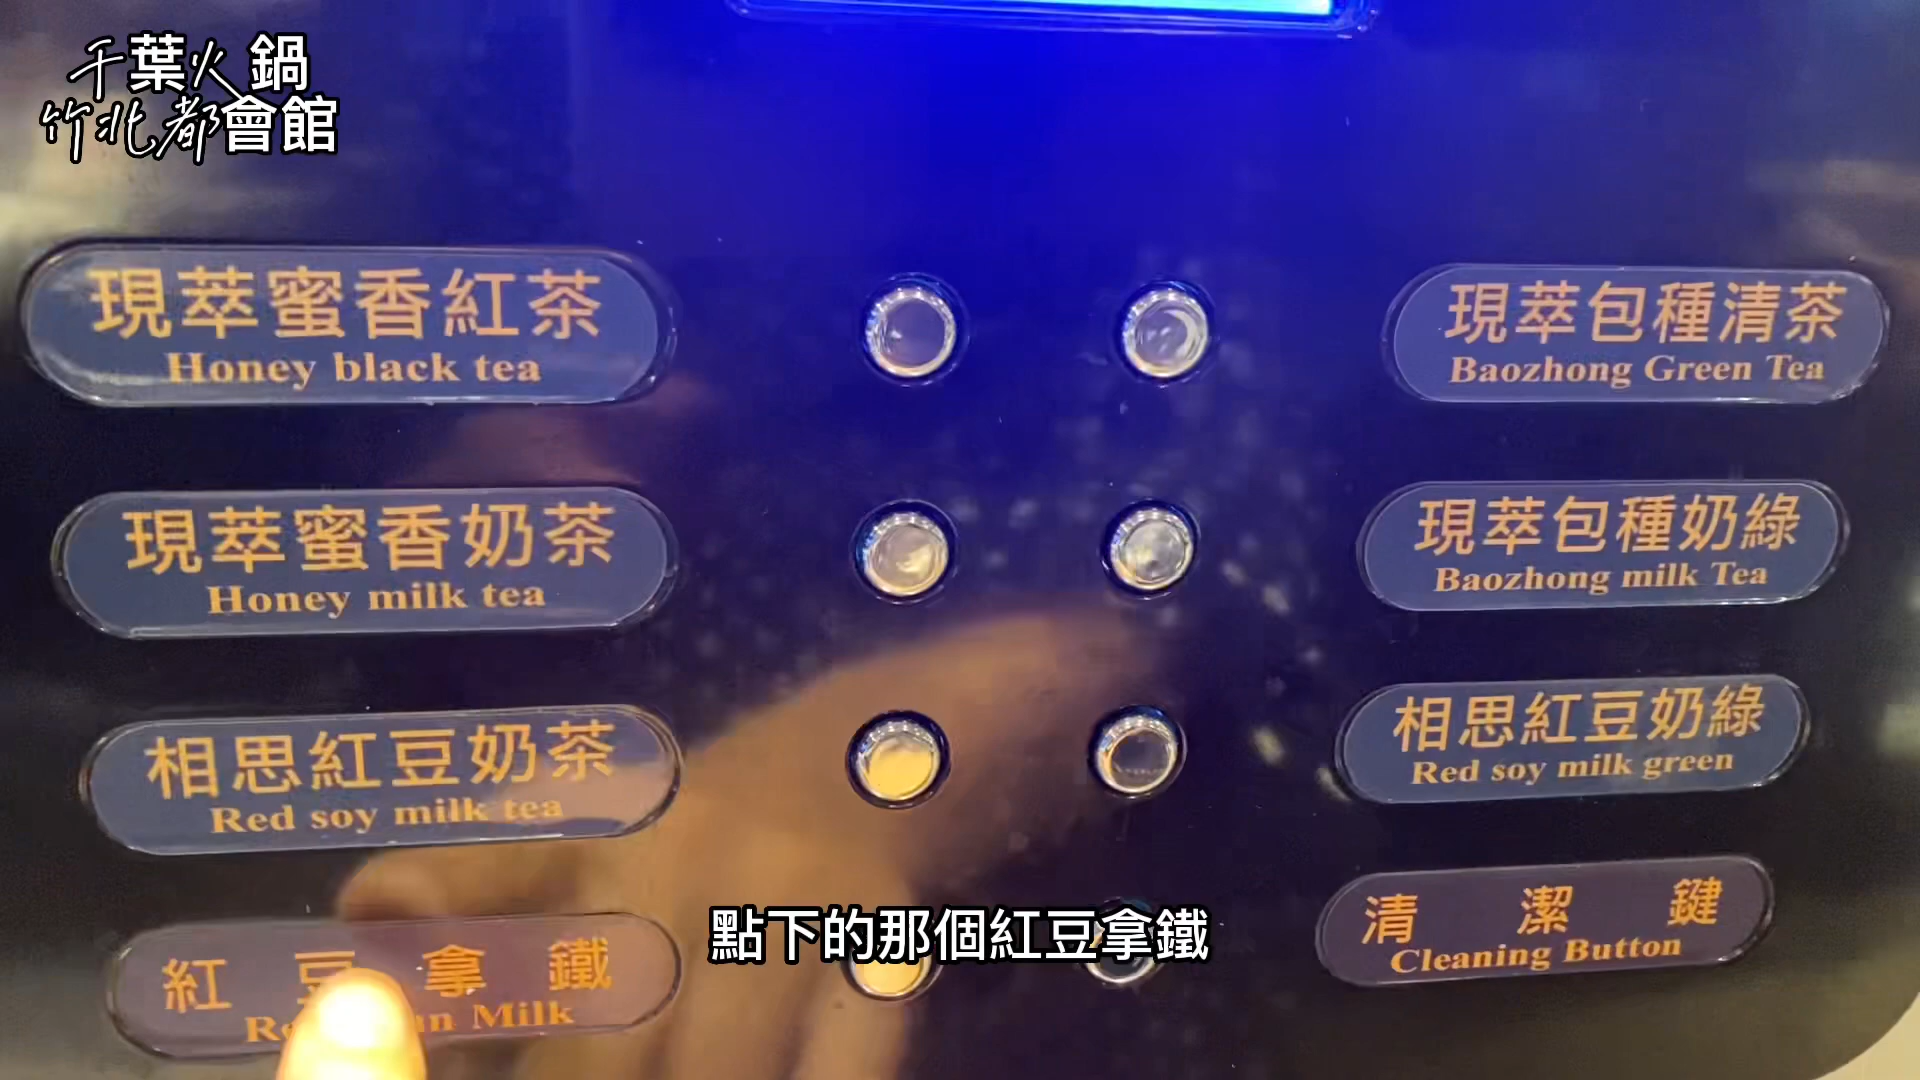 千葉火鍋
竹北都會館
現萃蜜香紅茶
Honey black tea
現萃包種清茶
Baozhong Green Tea
現萃蜜香奶茶
Honey milk tea
現萃包種奶綠
Baozhong milk Tea
相思紅豆奶茶
Red soy milk tea
相思紅豆奶綠
Red soy milk green
紅豆拿鐵
Milk
清潔鍵
Cleaning Button
點下的那個紅豆拿鐵